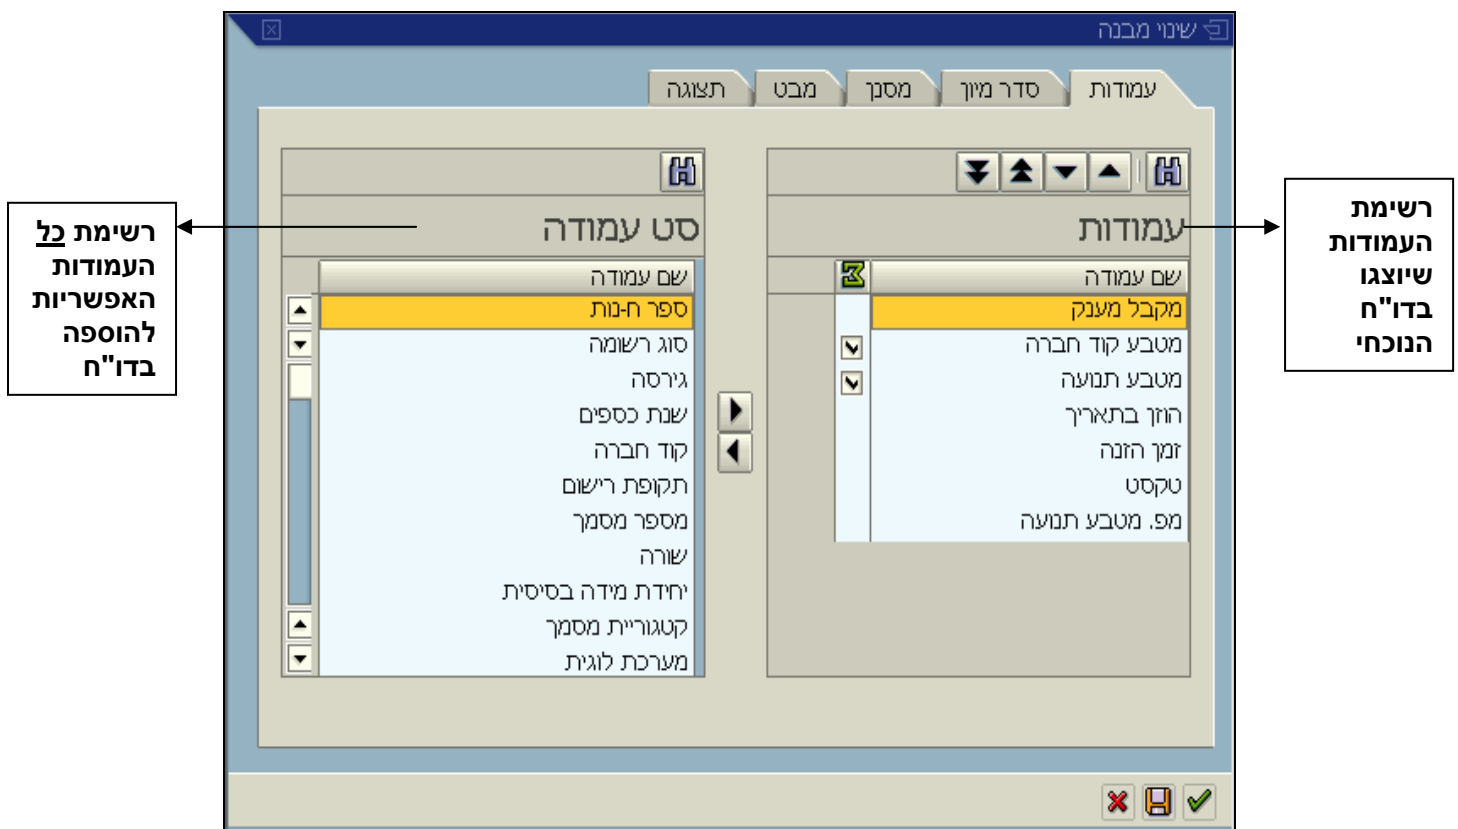 שינוי מבנה
עמודות
סדר מיון
מסנן
מבט
תצוגה
עמודות
שם עמודה
מקבל מענק
מטבע קוד חברה
מטבע תנועה
הוזן בתאריך
זמן הזנה
טקסט
מפ. מטבע תנועה
סט עמודה
שם עמודה
ספר ח-נות
סוג רשומה
גירסה
שנת כספים
קוד חברה
תקופת רישום
מספר מסמך
שורה
יחידת מידה בסיסית
קטגוריית מסמך
מערכת לוגית
רשימת
העמודות
שיוצגו
בדו"ח
הנוכחי
רשימת כל
העמודות
האפשריות
להוספה
בדו"ח